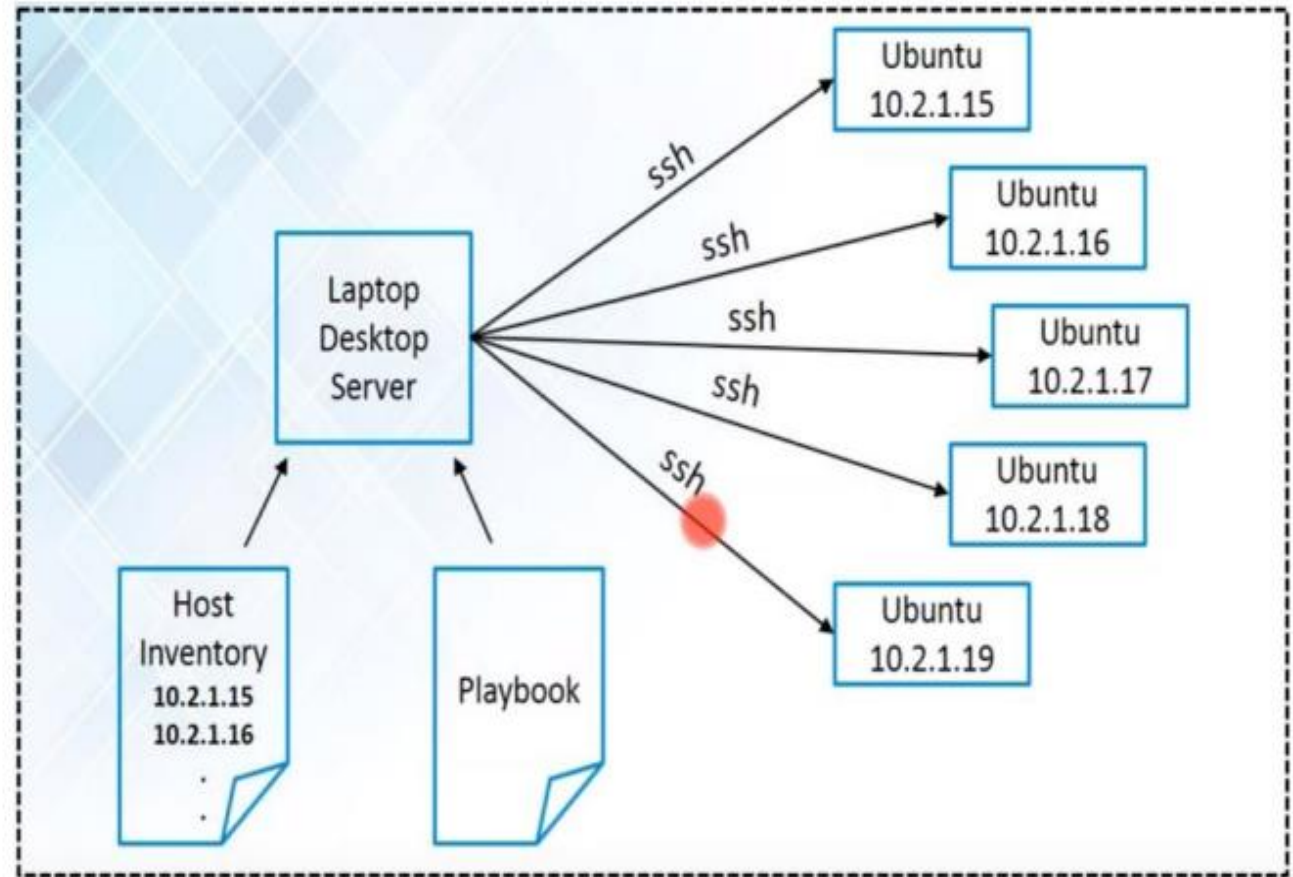 Ubuntu
10.2.1.15
ssh
Ubuntu
10.2.1.16
ssh
Laptop
Desktop
Server
ssh
Ubuntu
10.2.1.17
ssh
Ubuntu
10.2.1.18
ssh
Ubuntu
10.2.1.19
Host
Inventory
10.2.1.15
10.2.1.16
.
.
Playbook